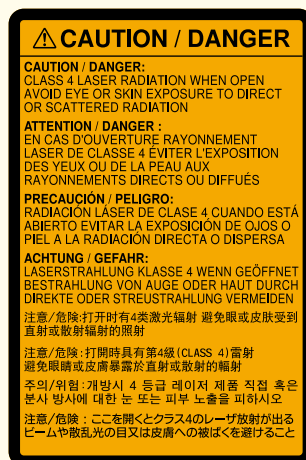 ⚠ CAUTION / DANGER
CAUTION / DANGER:
CLASS 4 LASER RADIATION WHEN OPEN
AVOID EYE OR SKIN EXPOSURE TO DIRECT
OR SCATTERED RADIATION
ATTENTION / DANGER :
EN CAS D'OUVERTURE RAYONNEMENT
LASER DE CLASSE 4 ÉVITER L'EXPOSITION
DES YEUX OU DE LA PEAU AUX
RAYONNEMENTS DIRECTS OU DIFFUÉS
PRECAUCIÓN / PELIGRO:
RADIACIÓN LÁSER DE CLASE 4 CUANDO ESTÁ
ABIERTO EVITAR LA EXPOSICIÓN DE OJOS O
PIEL A LA RADIACIÓN DIRECTA O DISPERSA
ACHTUNG / GEFAHR:
LASERSTRAHLUNG KLASSE 4 WENN GEÖFFNET
BESTRAHLUNG VON AUGE ODER HAUT DURCH
DIREKTE ODER STREUSTRAHLUNG VERMEIDEN
注意/危险:打开时有4类激光辐射 避免眼或皮肤受到
直射或散射辐射的照射
注意/危險:打開時具有第4級(CLASS 4)雷射
避免眼睛或皮膚暴露於直射或散射的輻射
주의/위험:개방시 4 등급 레이저 제품 직접 혹은
분사 방사에 대한 눈 또는 피부 노출을 피하시오
注意/危険：ここを開くとクラス4のレーザ放射が出る
ビームや散乱光の目又は皮膚への被ばくを避けること